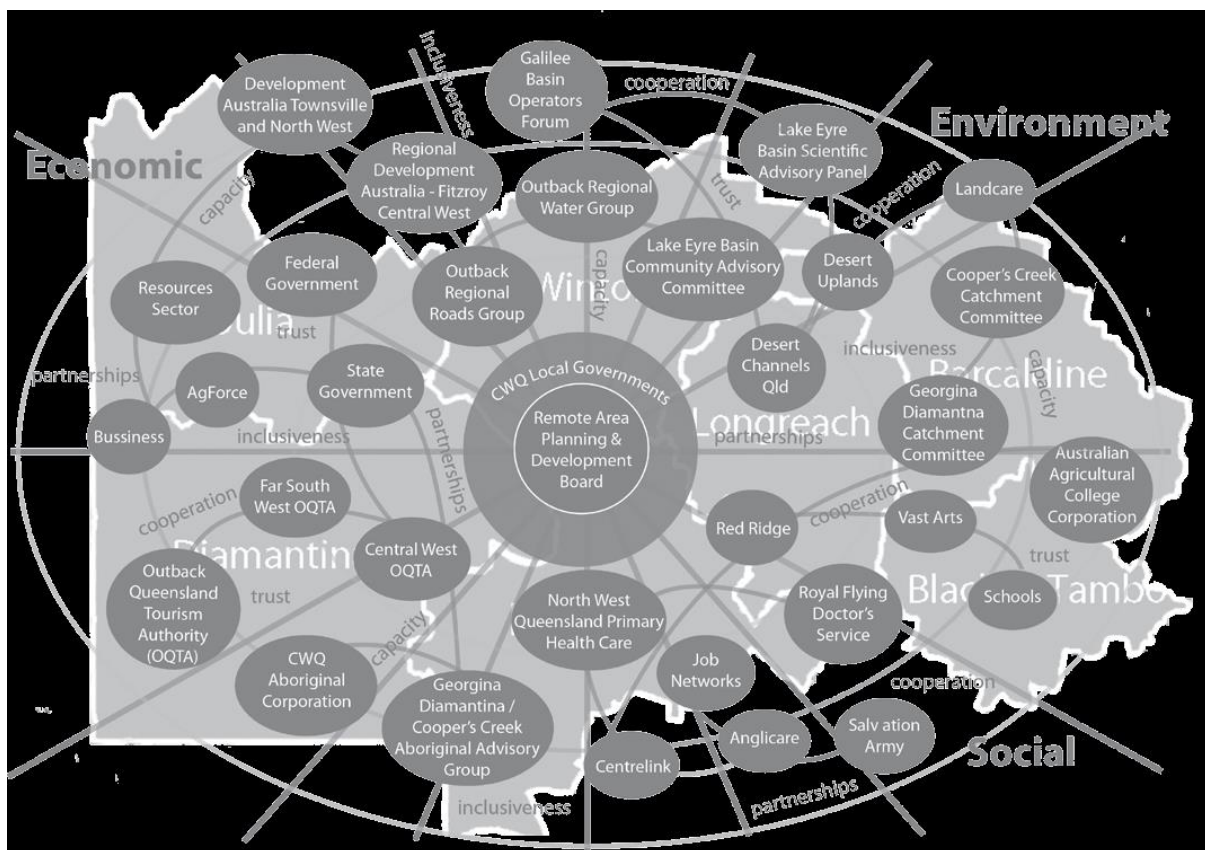 inclusiveness
Galilee
Basin
Operators
Forum
cooperation
Development
Australia Townsville
and North West
Environment
Economic
Regional
Development
Australia - Fitzroy
Central West
Lake Eyre
Basin Scientific
Advisory Panel
cooperation
Landcare
capacity
Outback Regional
Water Group
trust
Federal
Government
Outback
Regional
Roads Group
capacity
Lake Eyre Basin
Community Advisory
Committee
Desert
Uplands
Cooper's Creek
Catchment
Committee
Resources
Sector
trust
inclusiveness
capacity
partnerships
AgForce
State
Government
CWQ Local Governments
Desert
Channels
Qld
Barcaldine
Bussiness
inclusiveness
partnerships
Remote Area
Planning &
Development
Board
Longreach
partnerships
Georgina
Diamantna
Catchment
Committee
Australian
Agricultural
College
Corporation
Far South
West OQTA
cooperation
Red Ridge
cooperation
Vast Arts
Diamantin
Central West
OQTA
trust
Outback
Queensland
Tourism
Authority
(OQTA)
trust
North West
Queensland Primary
Health Care
Royal Flying
Doctor's
Service
Schools
Tambo
capacity
CWQ
Aboriginal
Corporation
Job
Networks
cooperation
Georgina
Diamantina /
Cooper's Creek
Aboriginal Advisory
Group
Centrelink
Anglicare
Salv ation
Army
Social
inclusiveness
partnerships